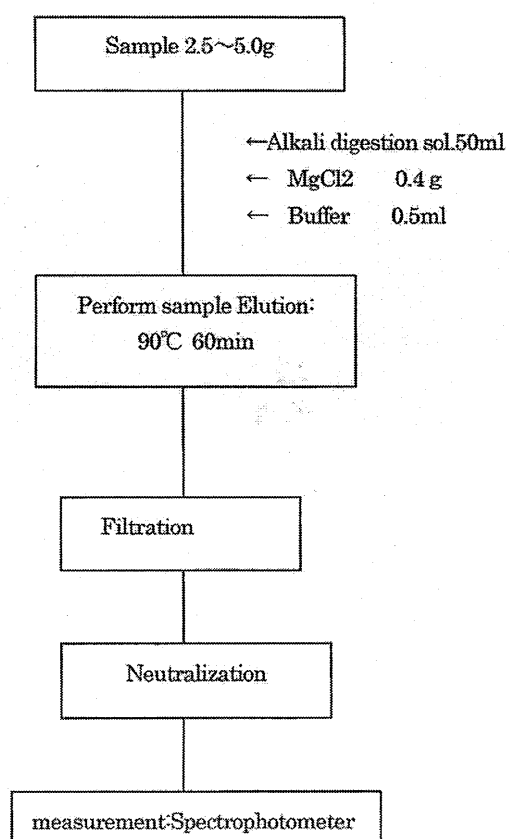 Sample 2.5～5.0g
←Alkali digestion sol.50ml
← MgCl2 0.4 g
← Buffer 0.5ml
Perform sample Elution:
90℃ 60min
Filtration
Neutralization
measurement:Spectrophotometer